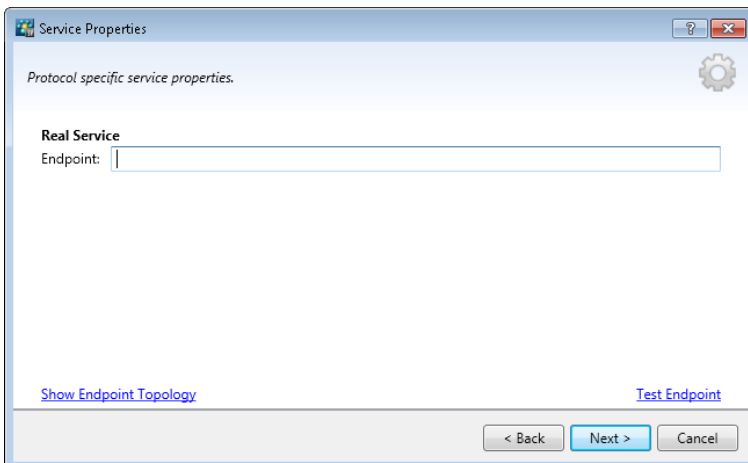 Service Properties
Protocol specific service properties.
Real Service
Endpoint:
Show Endpoint Topology
Test Endpoint
< Back
Next >
Cancel